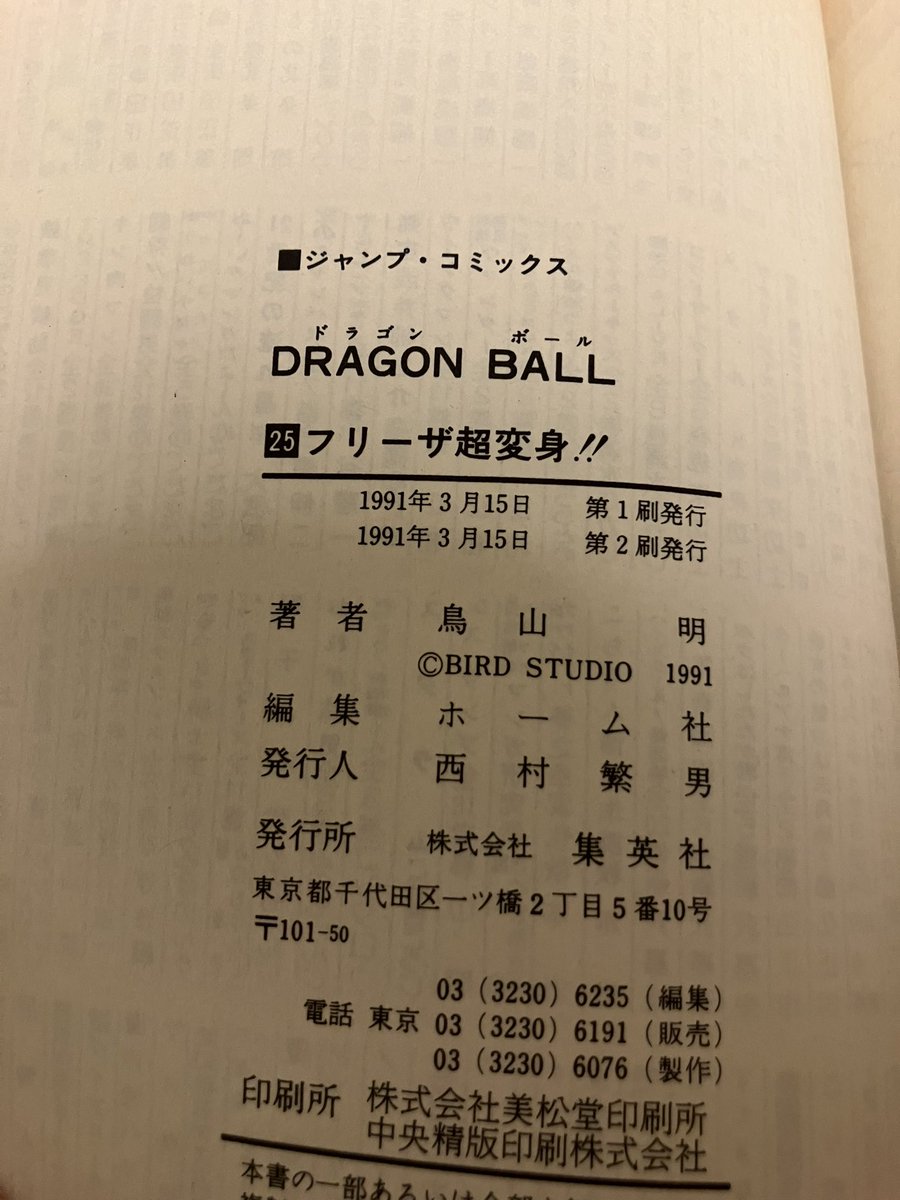 ■ジャンプ・コミックス
ドラゴン ボール
DRAGON BALL
25フリーザ超変身!!
1991年3月15日 第1刷発行
1991年3月15日 第2刷発行
著者 鳥山明
©BIRD STUDIO 1991
編集 ホーム社
発行人 西村繁男
発行所 株式会社 集英社
東京都千代田区一ツ橋2丁目5番10号
〒101-50
03(3230)6235(編集)
電話 東京 03(3230)6191(販売)
03(3230)6076(製作)
印刷所 株式会社美松堂印刷所
中央精版印刷株式会社
本書の一部あるいは全部